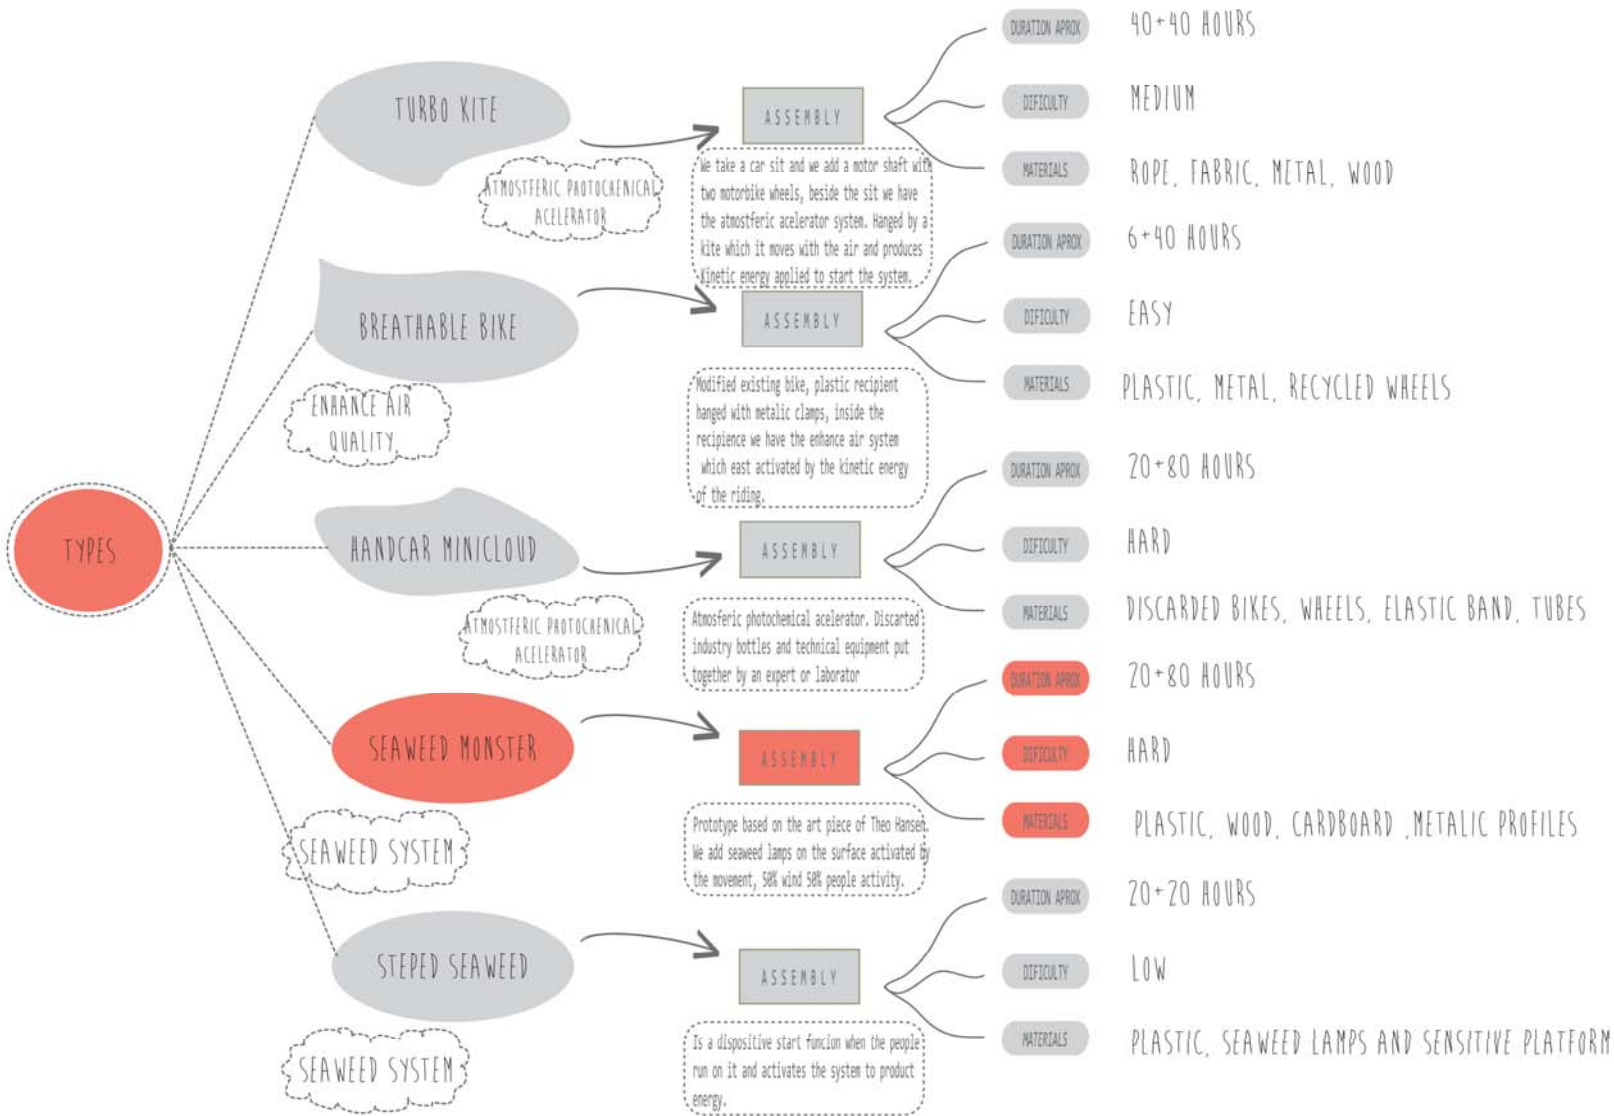 TYPES
TURBO KITE
ATMOSTFERIC PHOTOCHENICAL
ACELERATOR
ASSEMBLY
We take a car sit and we add a motor shaft with
two motorbike wheels, beside the sit we have
the atmostferic acelerator system. Hanged by a
kite which it moves with the air and produces
Kinetic energy applied to start the system.
DURATION APROX
40+40 HOURS
DIFICULTY
MEDIUM
MATERIALS
ROPE, FABRIC, METAL, WOOD
BREATHABLE BIKE
ENHANCE AIR
QUALITY
ASSEMBLY
Modified existing bike, plastic recipient
hanged with metalic clamps, inside the
recipience we have the enhance air system
which east activated by the kinetic energy
of the riding.
DURATION APROX
6+40 HOURS
DIFICULTY
EASY
MATERIALS
PLASTIC, METAL, RECYCLED WHEELS
HANDCAR MINICLOUD
ATMOSTFERIC PHOTOCHENICAL
ACELERATOR
ASSEMBLY
Atmosferic photochemical acelerator. Discarted
industry bottles and technical equipment put
together by an expert or laborator
DURATION APROX
20+80 HOURS
DIFICULTY
HARD
MATERIALS
DISCARDED BIKES, WHEELS, ELASTIC BAND, TUBES
SEAWEED MONSTER
SEAWEED SYSTEM
ASSEMBLY
Prototype based on the art piece of Theo Hansen.
We add seaweed lamps on the surface activated by
the movement, 50% wind 50% people activity.
DURATION APROX
20+80 HOURS
DIFICULTY
HARD
MATERIALS
PLASTIC, WOOD, CARDBOARD ,METALIC PROFILES
STEPED SEAWEED
SEAWEED SYSTEM
ASSEMBLY
Is a dispositive start funcion when the people
run on it and activates the system to product
energy.
DURATION APROX
20+20 HOURS
DIFICULTY
LOW
MATERIALS
PLASTIC, SEAWEED LAMPS AND SENSITIVE PLATFORM